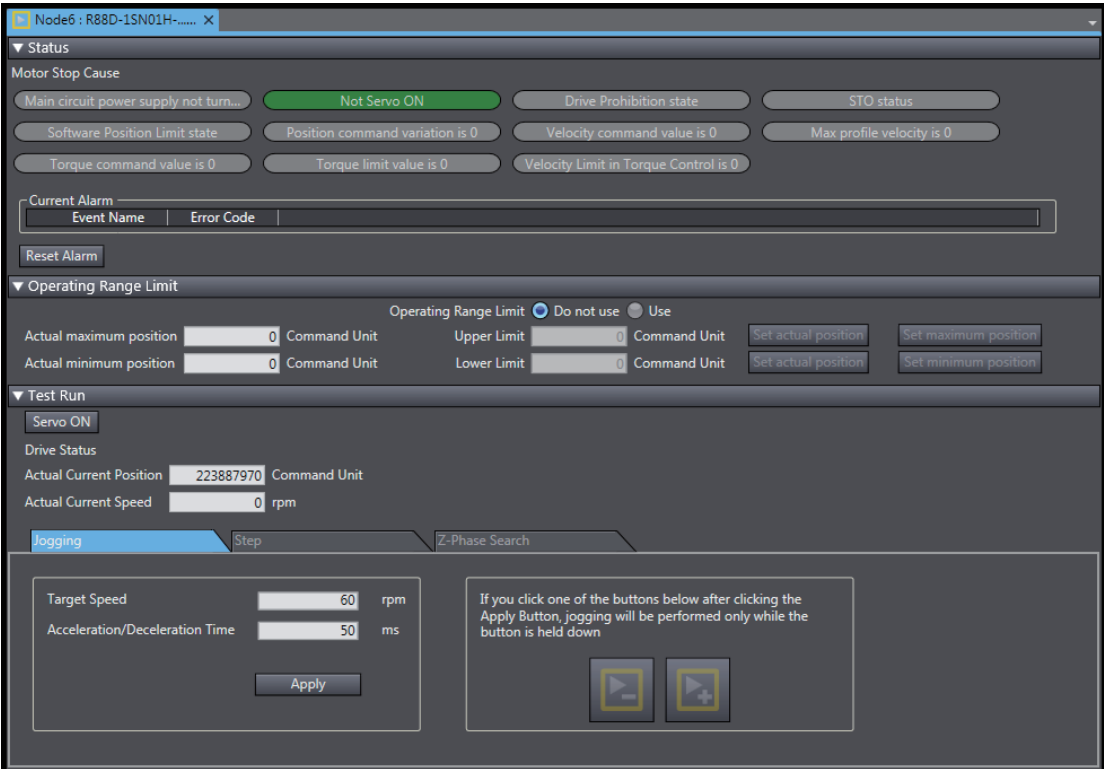 Node6 : R88D-1SN01H-......
Status
Motor Stop Cause
Main circuit power supply not turn... Not Servo ON Drive Prohibition state STO status
Software Position Limit state Position command variation is 0 Velocity command value is 0 Max profile velocity is 0
Torque command value is 0 Torque limit value is 0 Velocity Limit in Torque Control is 0
Current Alarm
Event Name Error Code
Reset Alarm
Operating Range Limit
Operating Range Limit Do not use Use
Actual maximum position 0 Command Unit Upper Limit 0 Command Unit Set actual position Set maximum position
Actual minimum position 0 Command Unit Lower Limit 0 Command Unit Set actual position Set minimum position
Test Run
Servo ON
Drive Status
Actual Current Position 223887970 Command Unit
Actual Current Speed 0 rpm
Jogging Step Z-Phase Search
Target Speed 60 rpm
Acceleration/Deceleration Time 50 ms
Apply
If you click one of the buttons below after clicking the
Apply Button, jogging will be performed only while the
button is held down